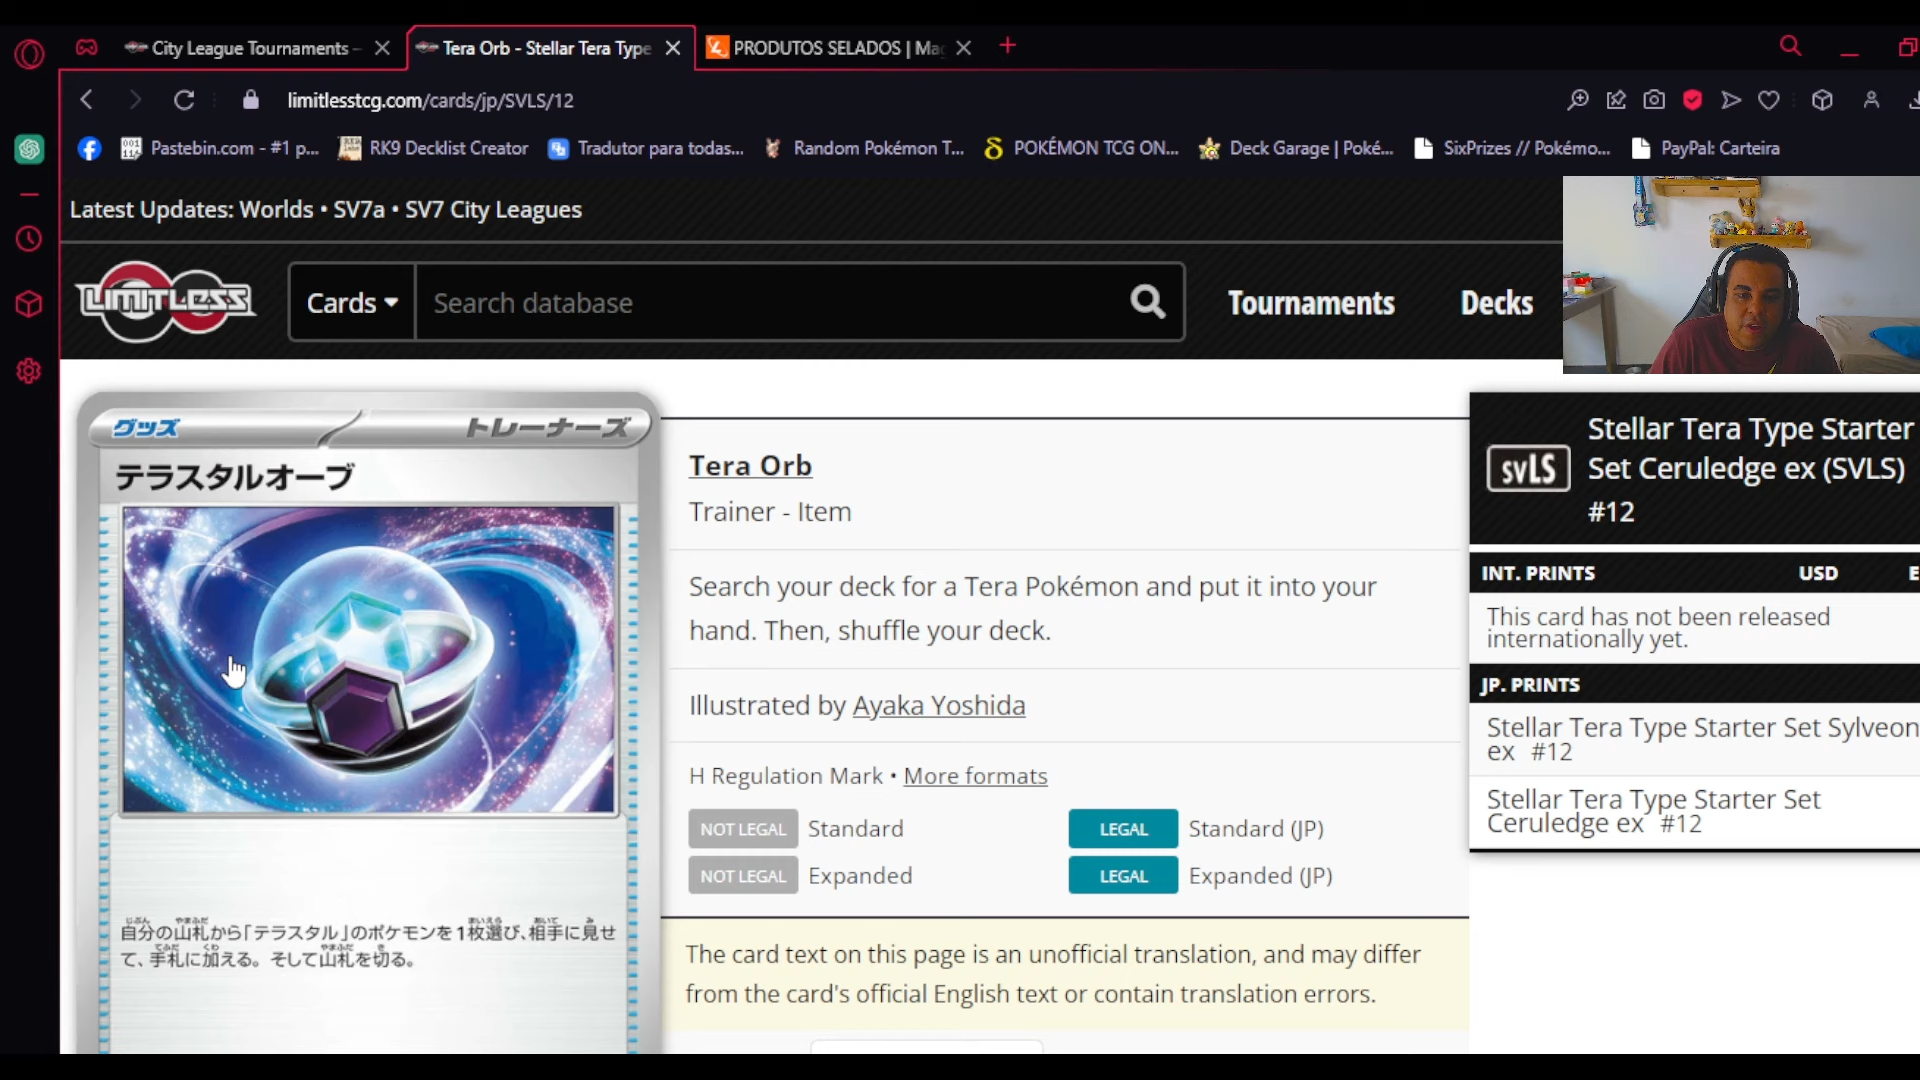 City League Tournaments –
Tera Orb - Stellar Tera Type
PRODUTOS SELADOS | Mag
limitlesstcg.com/cards/jp/SVLS/12
Pastebin.com - #1 p...
RK9 Decklist Creator
Tradutor para todas...
Random Pokémon T...
POKÉMON TCG ON...
Deck Garage | Poké...
SixPrizes // Pokémo...
PayPal: Carteira
Latest Updates: Worlds • SV7a • SV7 City Leagues
LIMITLESS
Cards
Search database
Tournaments
Decks
グッズ
トレーナーズ
テラスタルオーブ
自分の山札から「テラスタル」のポケモンを1枚選び、相手に見せ
て、手札に加える。そして山札を切る。
Tera Orb
Trainer - Item
Search your deck for a Tera Pokémon and put it into your
hand. Then, shuffle your deck.
Illustrated by Ayaka Yoshida
H Regulation Mark • More formats
NOT LEGAL Standard
LEGAL Standard (JP)
NOT LEGAL Expanded
LEGAL Expanded (JP)
The card text on this page is an unofficial translation, and may differ
from the card's official English text or contain translation errors.
svLS
Stellar Tera Type Starter
Set Ceruledge ex (SVLS)
#12
INT. PRINTS USD E
This card has not been released
internationally yet.
JP. PRINTS
Stellar Tera Type Starter Set Sylveon
ex #12
Stellar Tera Type Starter Set
Ceruledge ex #12